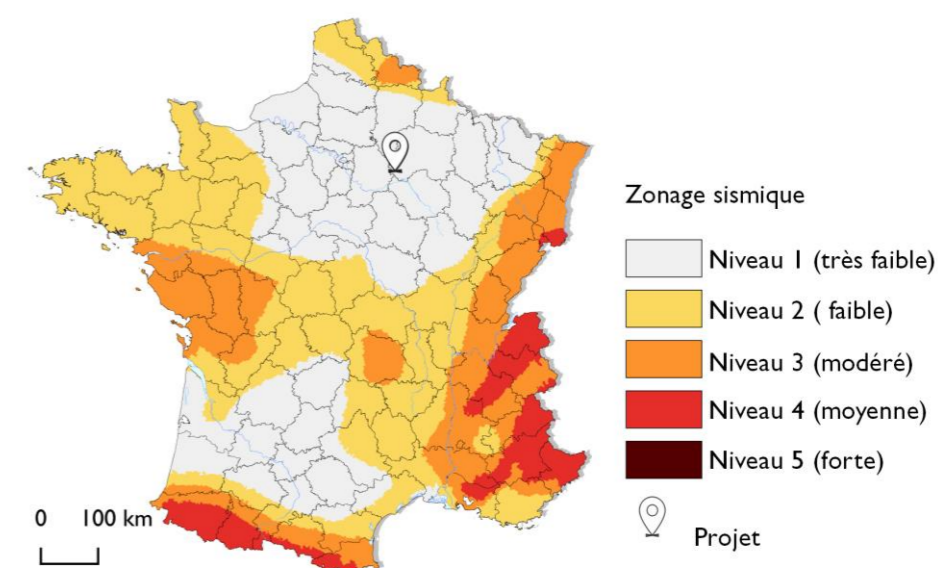 Zonage sismique
Niveau 1 (très faible)
Niveau 2 ( faible)
Niveau 3 (modéré)
Niveau 4 (moyenne)
Niveau 5 (forte)
Projet
0 100 km